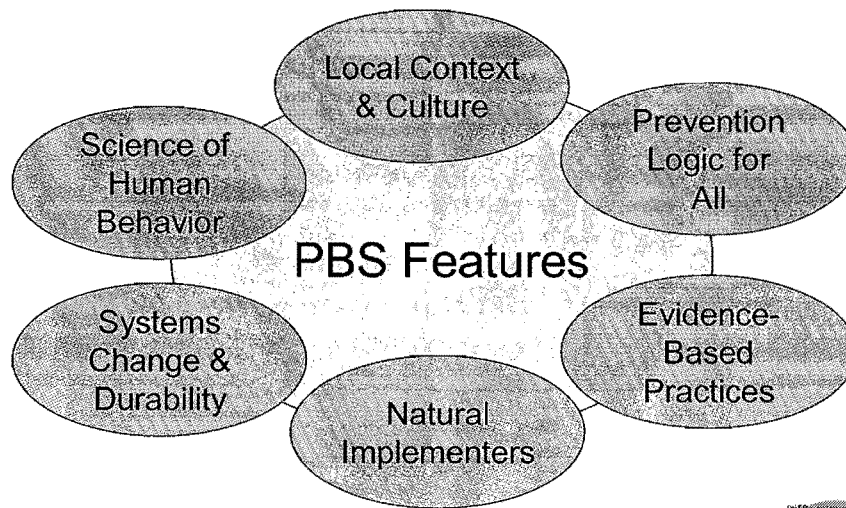 Local Context
& Culture
Prevention
Logic for
All
Science of
Human
Behavior
PBS Features
Systems
Change &
Durability
Evidence-
Based
Practices
Natural
Implementers